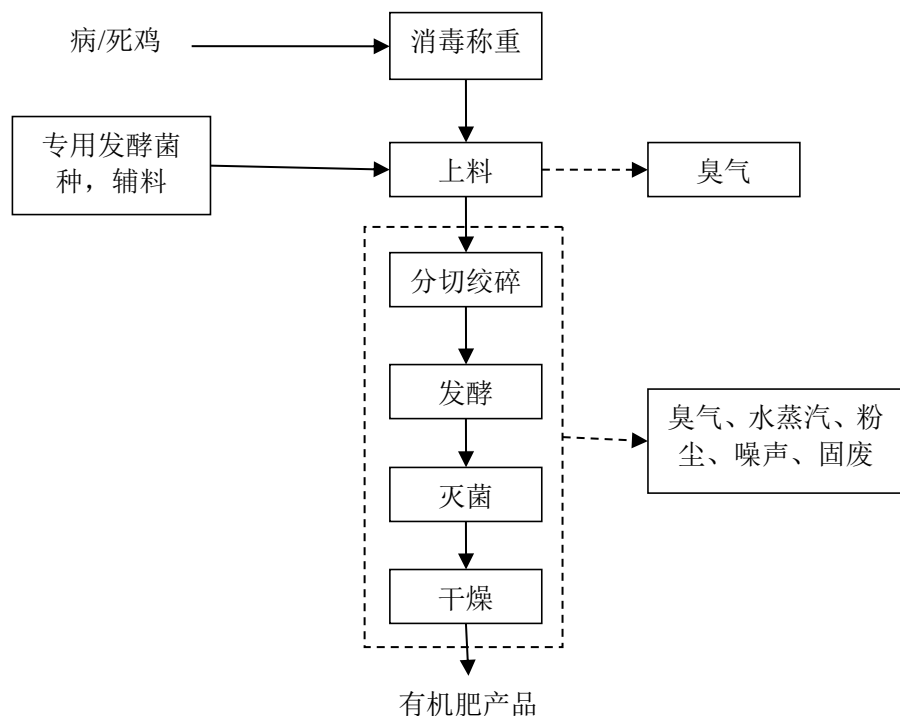 病/死鸡
消毒称重
专用发酵菌
种，辅料
上料
臭气
分切绞碎
发酵
臭气、水蒸汽、粉
尘、噪声、固废
灭菌
干燥
有机肥产品